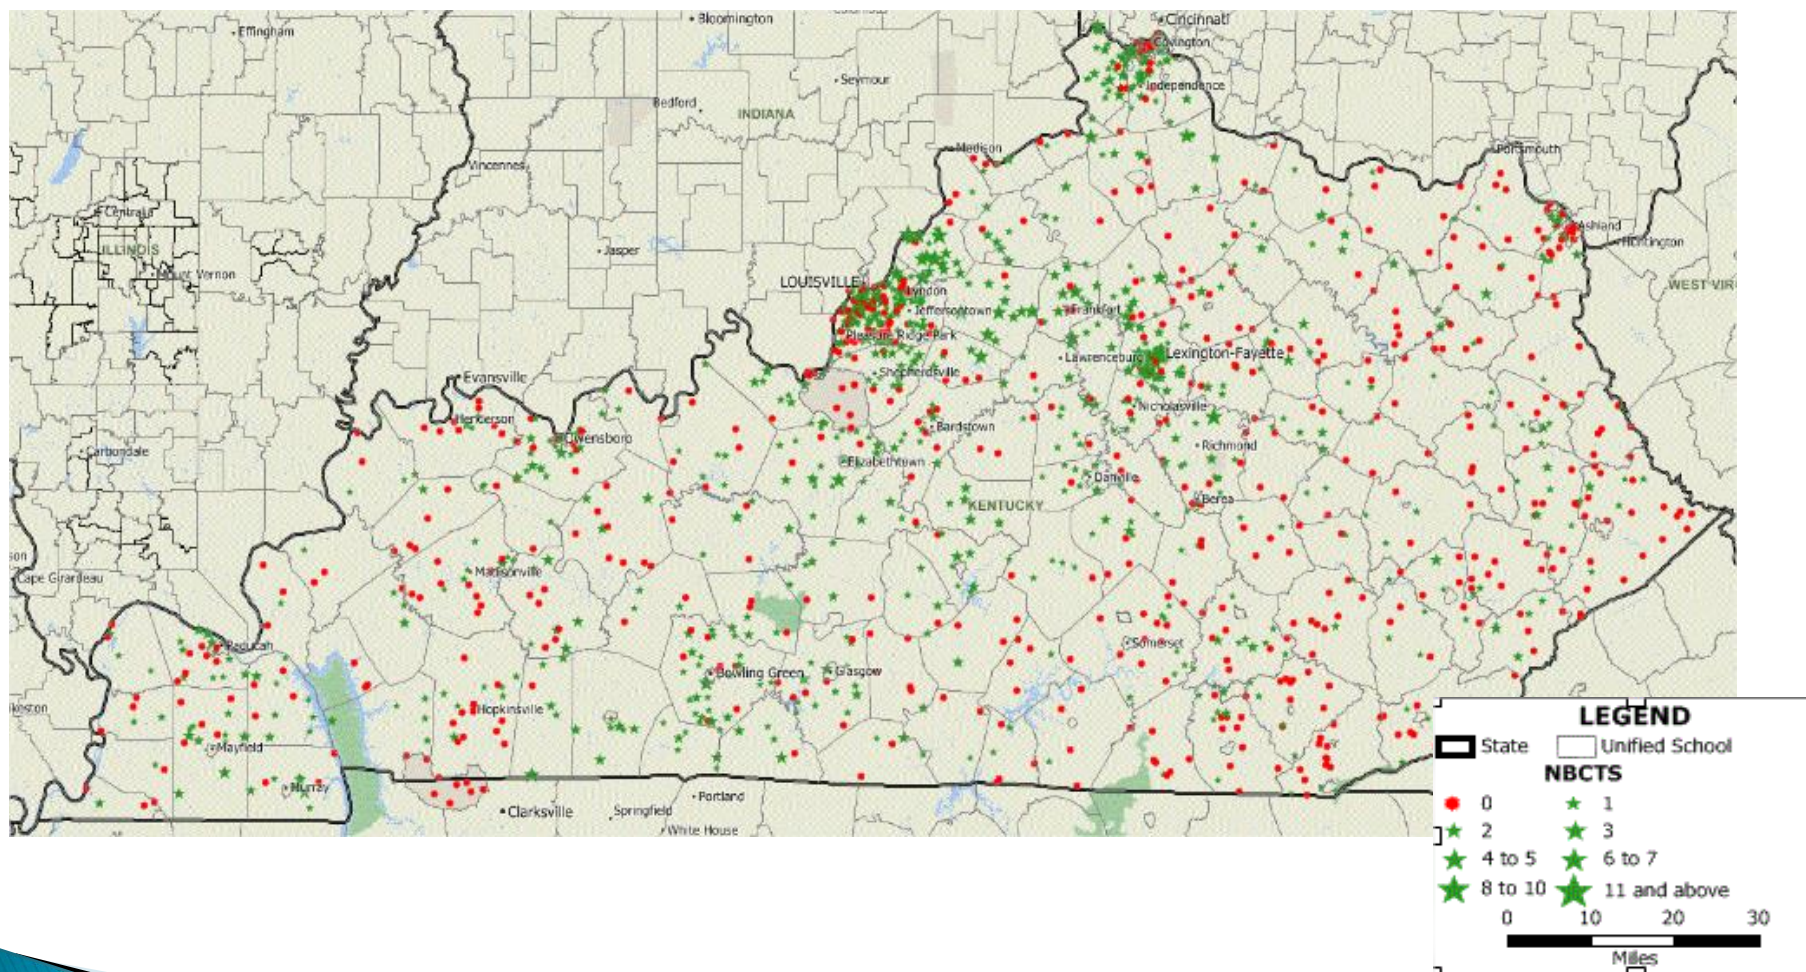 Effingham
Bloomington
Cincinnati
Covington
Seymour
Independence
Bedford
INDIANA
Madison
Portsmouth
Vincennes
Centralia
Ashland
Huntington
ILLINOIS
Jasper
Mount Vernon
LOUISVILLE
Lyndon
WEST VIR
Jeffersontown
Frankfort
Pleasure Ridge Park
Lawrenceburg
Lexington-Fayette
Shepherdsville
Evansville
Nicholasville
Henderson
Bardstown
Owensboro
Richmond
Carbondale
Elizabethtown
Danville
Berea
KENTUCKY
son
Madisonville
Cape Girardeau
Paducah
Somerset
Bowling Green
Glasgow
ikeston
Hopkinsville
Mayfield
Murray
Portland
Clarksville
Springfield
White House
LEGEND
State Unified School
NBCTS
0 1
2 3
4 to 5 6 to 7
8 to 10 11 and above
0 10 20 30
Miles